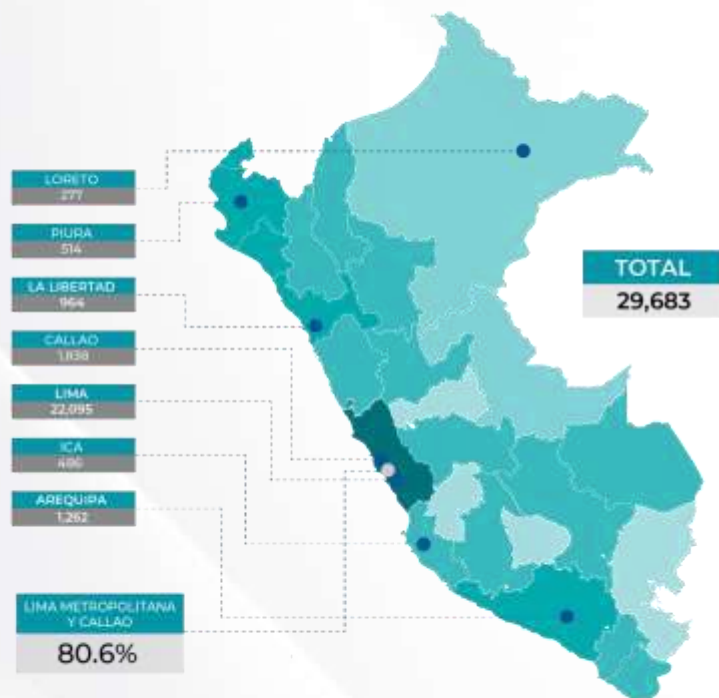 LORETO
277
PIURA
514
LA LIBERTAD
964
CALLAO
1,838
LIMA
22,095
ICA
486
AREQUIPA
1,262
LIMA METROPOLITANA
Y CALLAO
80.6%
TOTAL
29,683